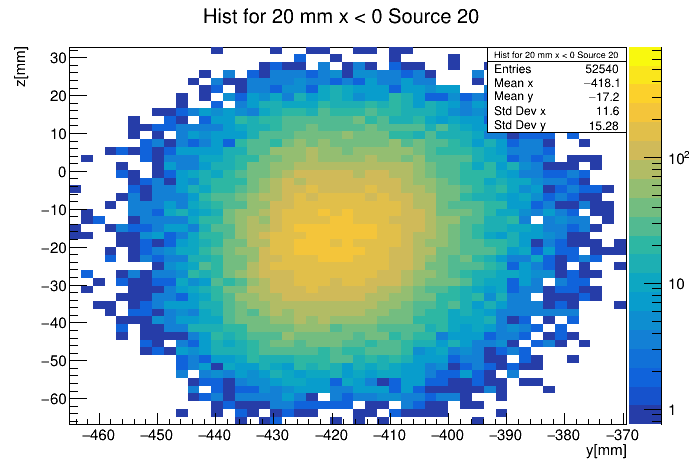 Hist for 20 mm x < 0 Source 20
z[mm]
30
20
10
0
−10
−20
−30
−40
−50
−60
Hist for 20 mm x < 0 Source 20
Entries 52540
Mean x −418.1
Mean y −17.2
Std Dev x 11.6
Std Dev y 15.28
10²
10
1
−460 −450 −440 −430 −420 −410 −400 −390 −380 −370
y[mm]